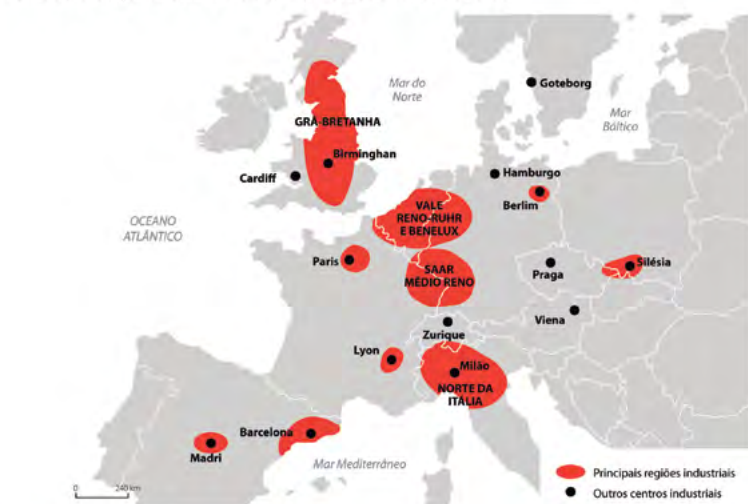 Mar do
Norte
Goteborg
Mar
Báltico
GRÃ-BRETANHA
Birminghan
Cardiff
Hamburgo
Berlim
VALE
RENO-RUHR
E BENELUX
OCEANO
ATLÂNTICO
Paris
SAAR
MÉDIO RENO
Praga
Silésia
Viena
Zurique
Lyon
Milão
NORTE DA
ITÁLIA
Barcelona
Madri
Mar Mediterrâneo
0 240 km
Principais regiões industriais
Outros centros industriais